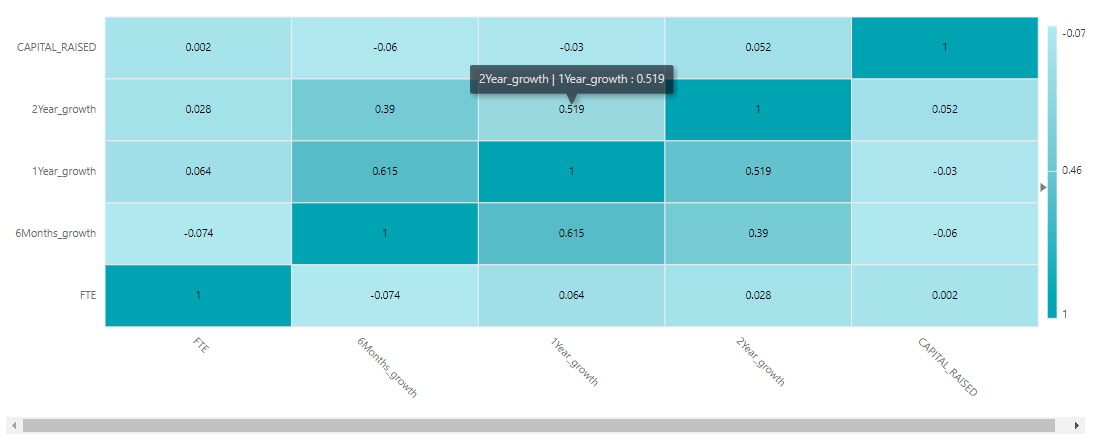 CAPITAL_RAISED 0.002 -0.06 -0.03 0.052 1 -0.07
2Year_growth | 1Year_growth : 0.519
2Year_growth 0.028 0.39 0.519 1 0.052
1Year_growth 0.064 0.615 1 0.519 -0.03 0.46
6Months_growth -0.074 1 0.615 0.39 -0.06
FTE 1 -0.074 0.064 0.028 0.002 1
FTE 6Months_growth 1Year_growth 2Year_growth CAPITAL_RAISED